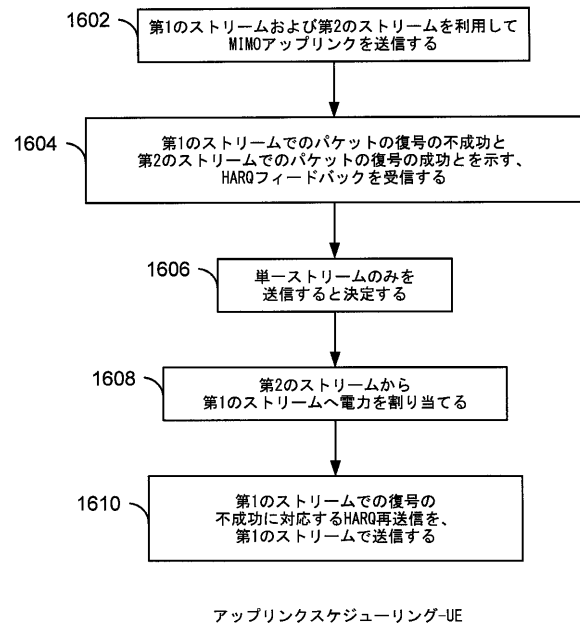 1602
第1のストリームおよび第2のストリームを利用して
MIMOアップリンクを送信する
1604
第1のストリームでのパケットの復号の不成功と
第2のストリームでのパケットの復号の成功とを示す、
HARQフィードバックを受信する
1606
単一ストリームのみを
送信すると決定する
1608
第2のストリームから
第1のストリームへ電力を割り当てる
1610
第1のストリームでの復号の
不成功に対応するHARQ再送信を、
第1のストリームで送信する
アップリンクスケジューリング-UE